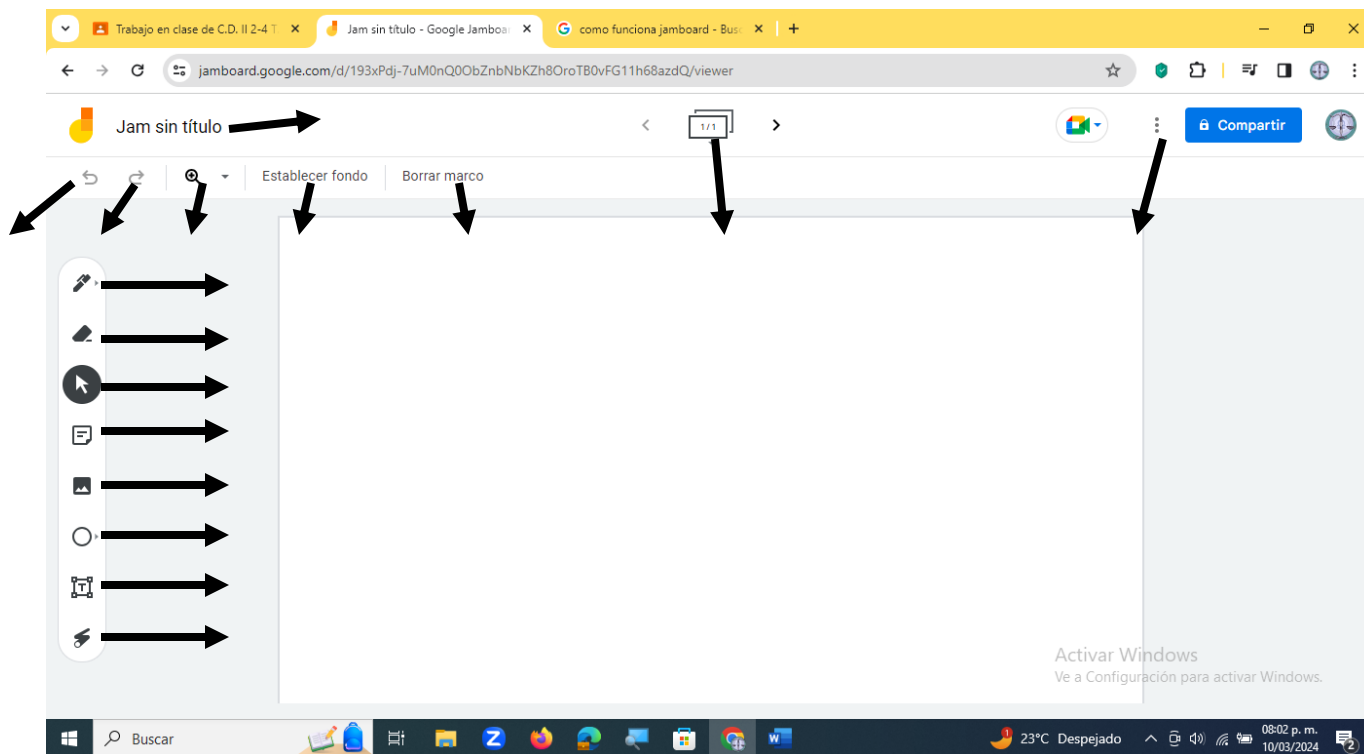 Trabajo en clase de C.D. II 2-4 T
Jam sin título - Google Jamboar
como funciona jamboard - Bus
jamboard.google.com/d/193xPdj-7uM0nQ0ObZnbNbKZh8OroTB0vFG11h68azdQ/viewer
Jam sin título
1/1
Compartir
Establecer fondo
Borrar marco
Activar Windows
Ve a Configuración para activar Windows.
Buscar
23°C Despejado
08:02 p. m.
10/03/2024